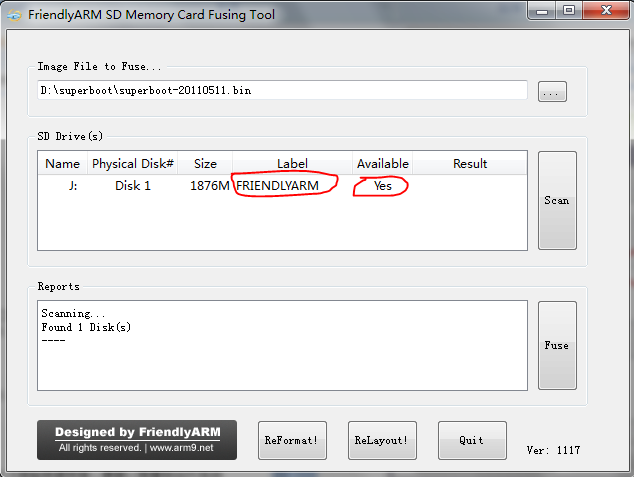 FriendlyARM SD Memory Card Fusing Tool
Image File to Fuse...
D:\superboot\superboot-20110511.bin
...
SD Drive(s)
Name Physical Disk# Size Label Available Result
J: Disk 1 1876M FRIENDLYARM Yes
Scan
Reports
Scanning...
Found 1 Disk(s)
----
Fuse
Designed by FriendlyARM
All rights reserved. | www.arm9.net
ReFormat!
ReLayout!
Quit
Ver: 1117